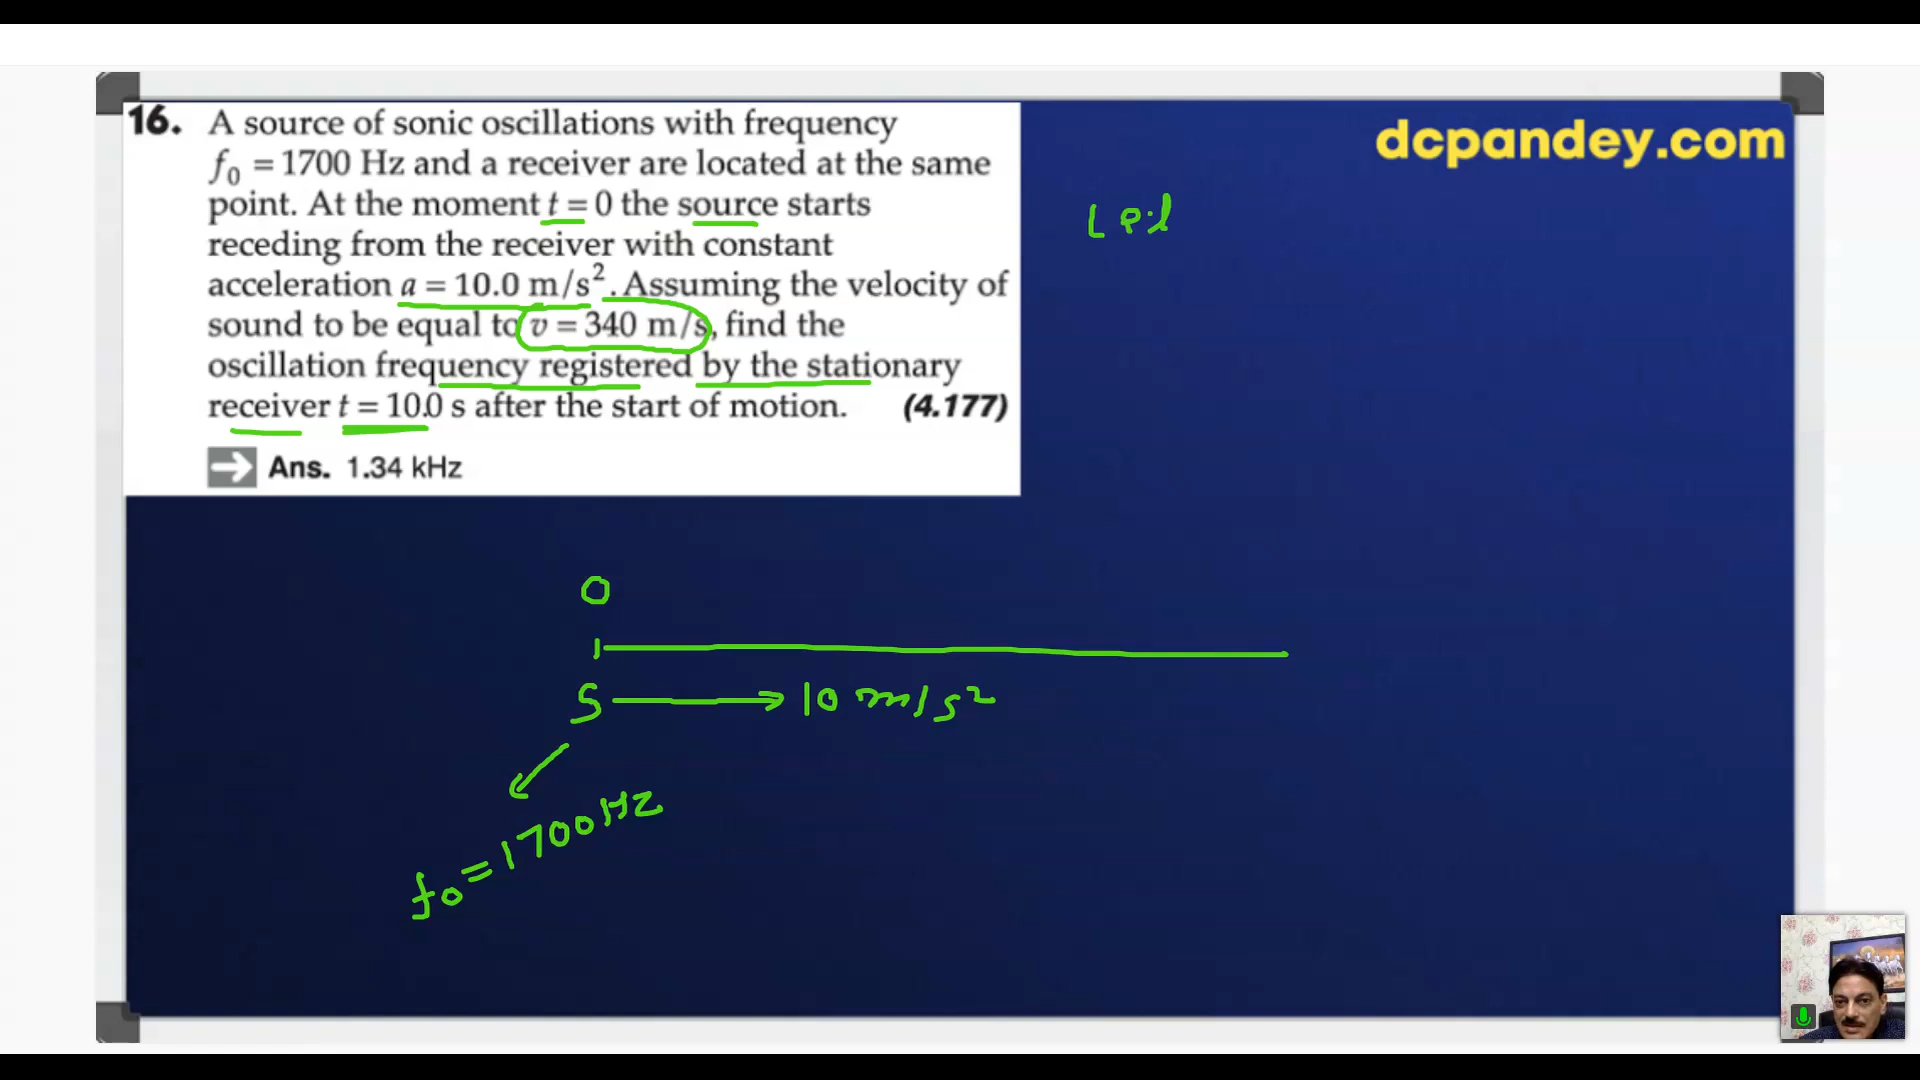 16. A source of sonic oscillations with frequency
f₀ = 1700 Hz and a receiver are located at the same
point. At the moment t = 0 the source starts
receding from the receiver with constant
acceleration a = 10.0 m/s². Assuming the velocity of
sound to be equal to v = 340 m/s, find the
oscillation frequency registered by the stationary
receiver t = 10.0 s after the start of motion. (4.177)
Ans. 1.34 kHz
dcpandey.com
O
S → 10 m/s²
f₀ = 1700 Hz